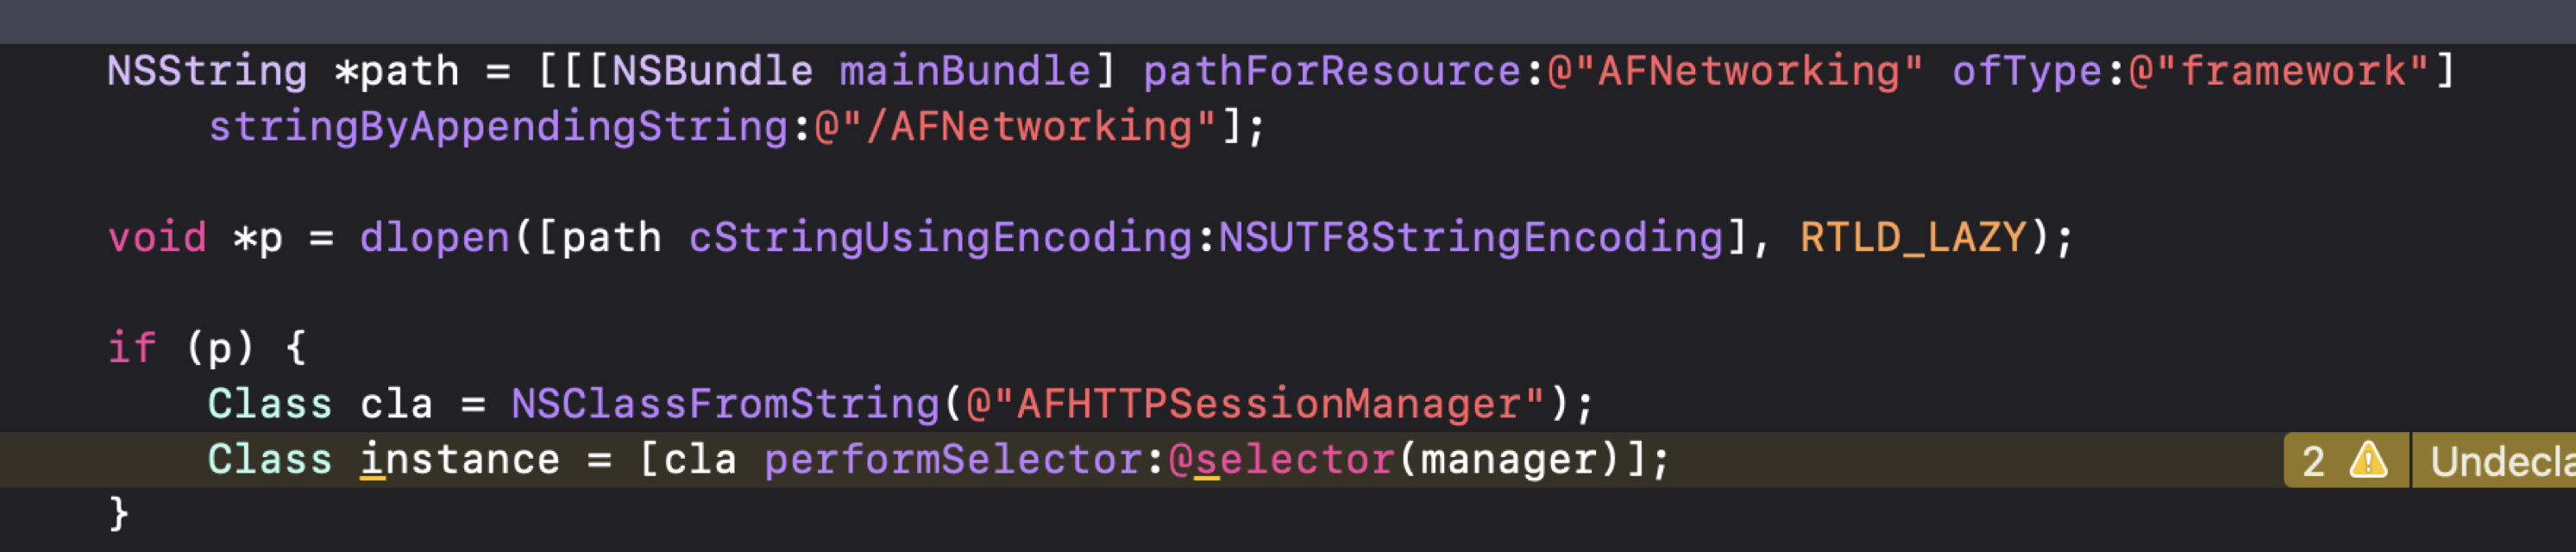 NSString *path = [[[NSBundle mainBundle] pathForResource:@"AFNetworking" ofType:@"framework"]
stringByAppendingString:@"/AFNetworking"];
void *p = dlopen([path cStringUsingEncoding:NSUTF8StringEncoding], RTLD_LAZY);
if (p) {
Class cla = NSClassFromString(@"AFHTTPSessionManager");
Class instance = [cla performSelector:@selector(manager)]; 2 Undecla
}